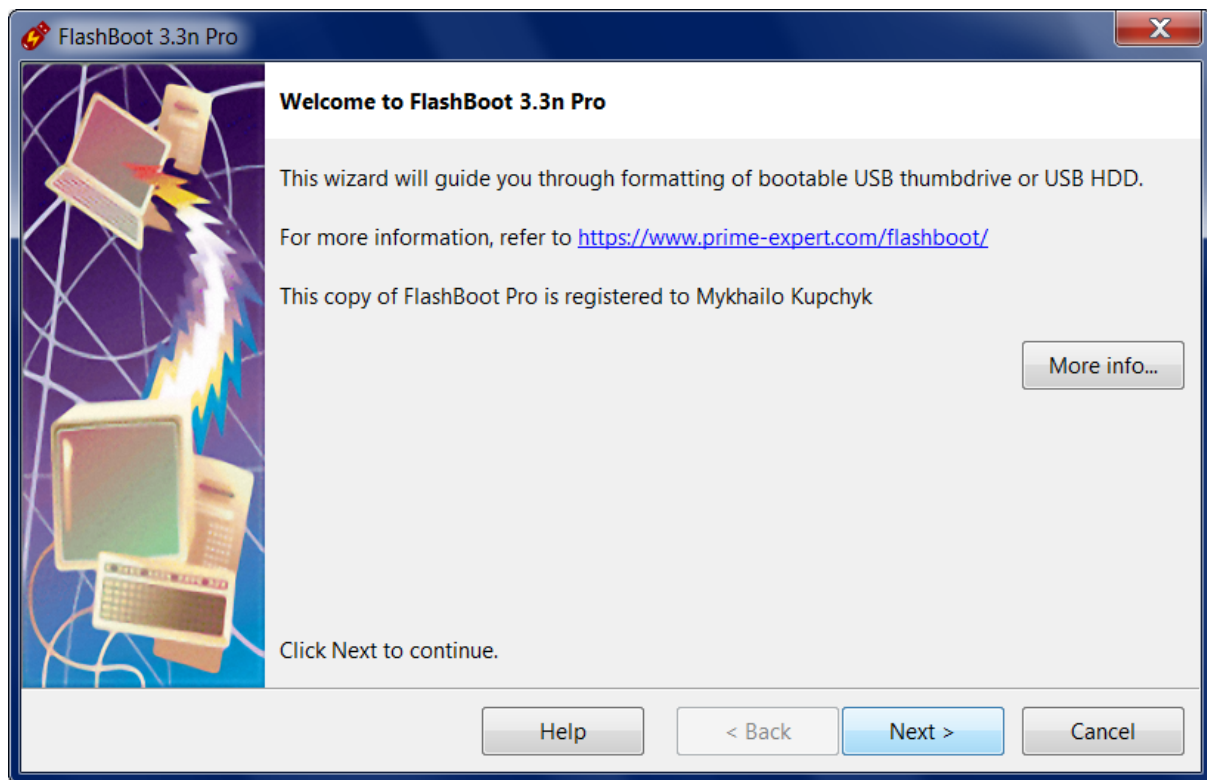 FlashBoot 3.3n Pro
X
Welcome to FlashBoot 3.3n Pro
This wizard will guide you through formatting of bootable USB thumbdrive or USB HDD.
For more information, refer to https://www.prime-expert.com/flashboot/
This copy of FlashBoot Pro is registered to Mykhailo Kupchyk
More info...
Click Next to continue.
Help
< Back
Next >
Cancel